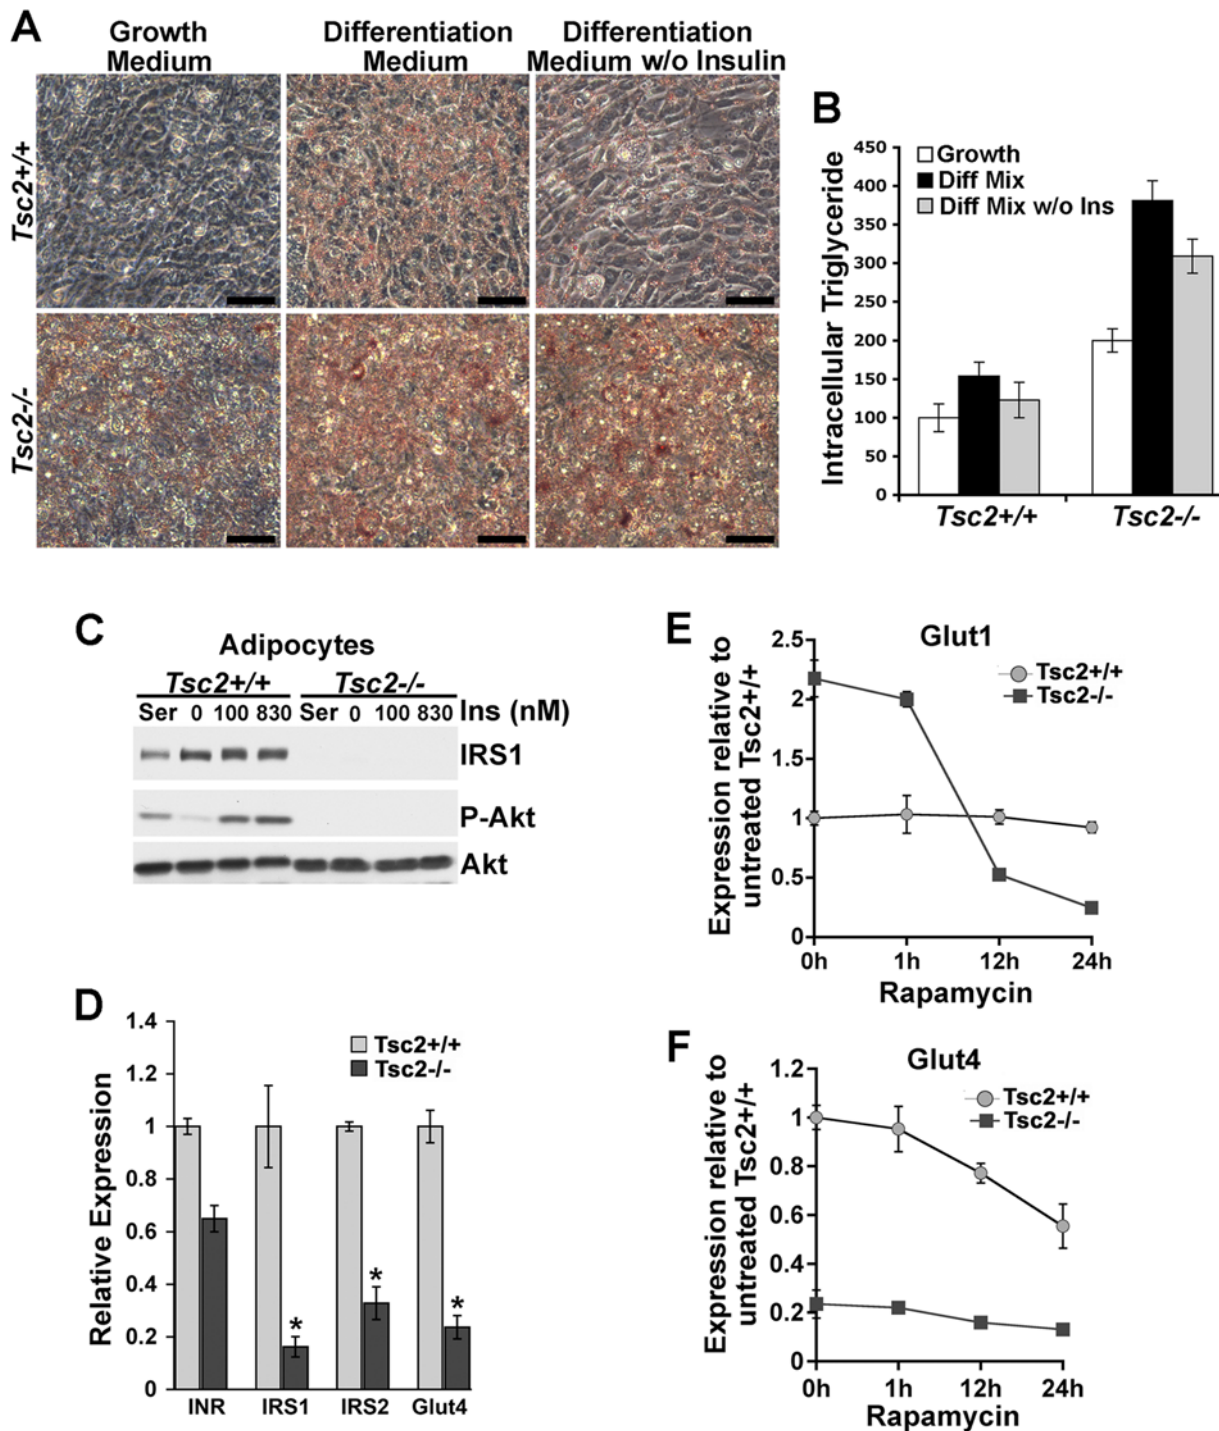 A
Growth
Medium
Differentiation
Medium
Differentiation
Medium w/o Insulin
Tsc2+/+
Tsc2-/-
B
Intracellular Triglyceride
450
400
350
300
250
200
150
100
50
0
Growth
Diff Mix
Diff Mix w/o Ins
Tsc2+/+ Tsc2-/-
C
Adipocytes
Tsc2+/+ Tsc2-/-
Ser 0 100 830 Ser 0 100 830 Ins (nM)
IRS1
P-Akt
Akt
D
Relative Expression
1.4
1.2
1
0.8
0.6
0.4
0.2
0
Tsc2+/+
Tsc2-/-
*
*
*
INR IRS1 IRS2 Glut4
E
Glut1
Expression relative to
untreated Tsc2+/+
2.5
2
1.5
1
0.5
0
Tsc2+/+
Tsc2-/-
0h 1h 12h 24h
Rapamycin
F
Glut4
Expression relative to
untreated Tsc2+/+
1.2
1
0.8
0.6
0.4
0.2
0
Tsc2+/+
Tsc2-/-
0h 1h 12h 24h
Rapamycin